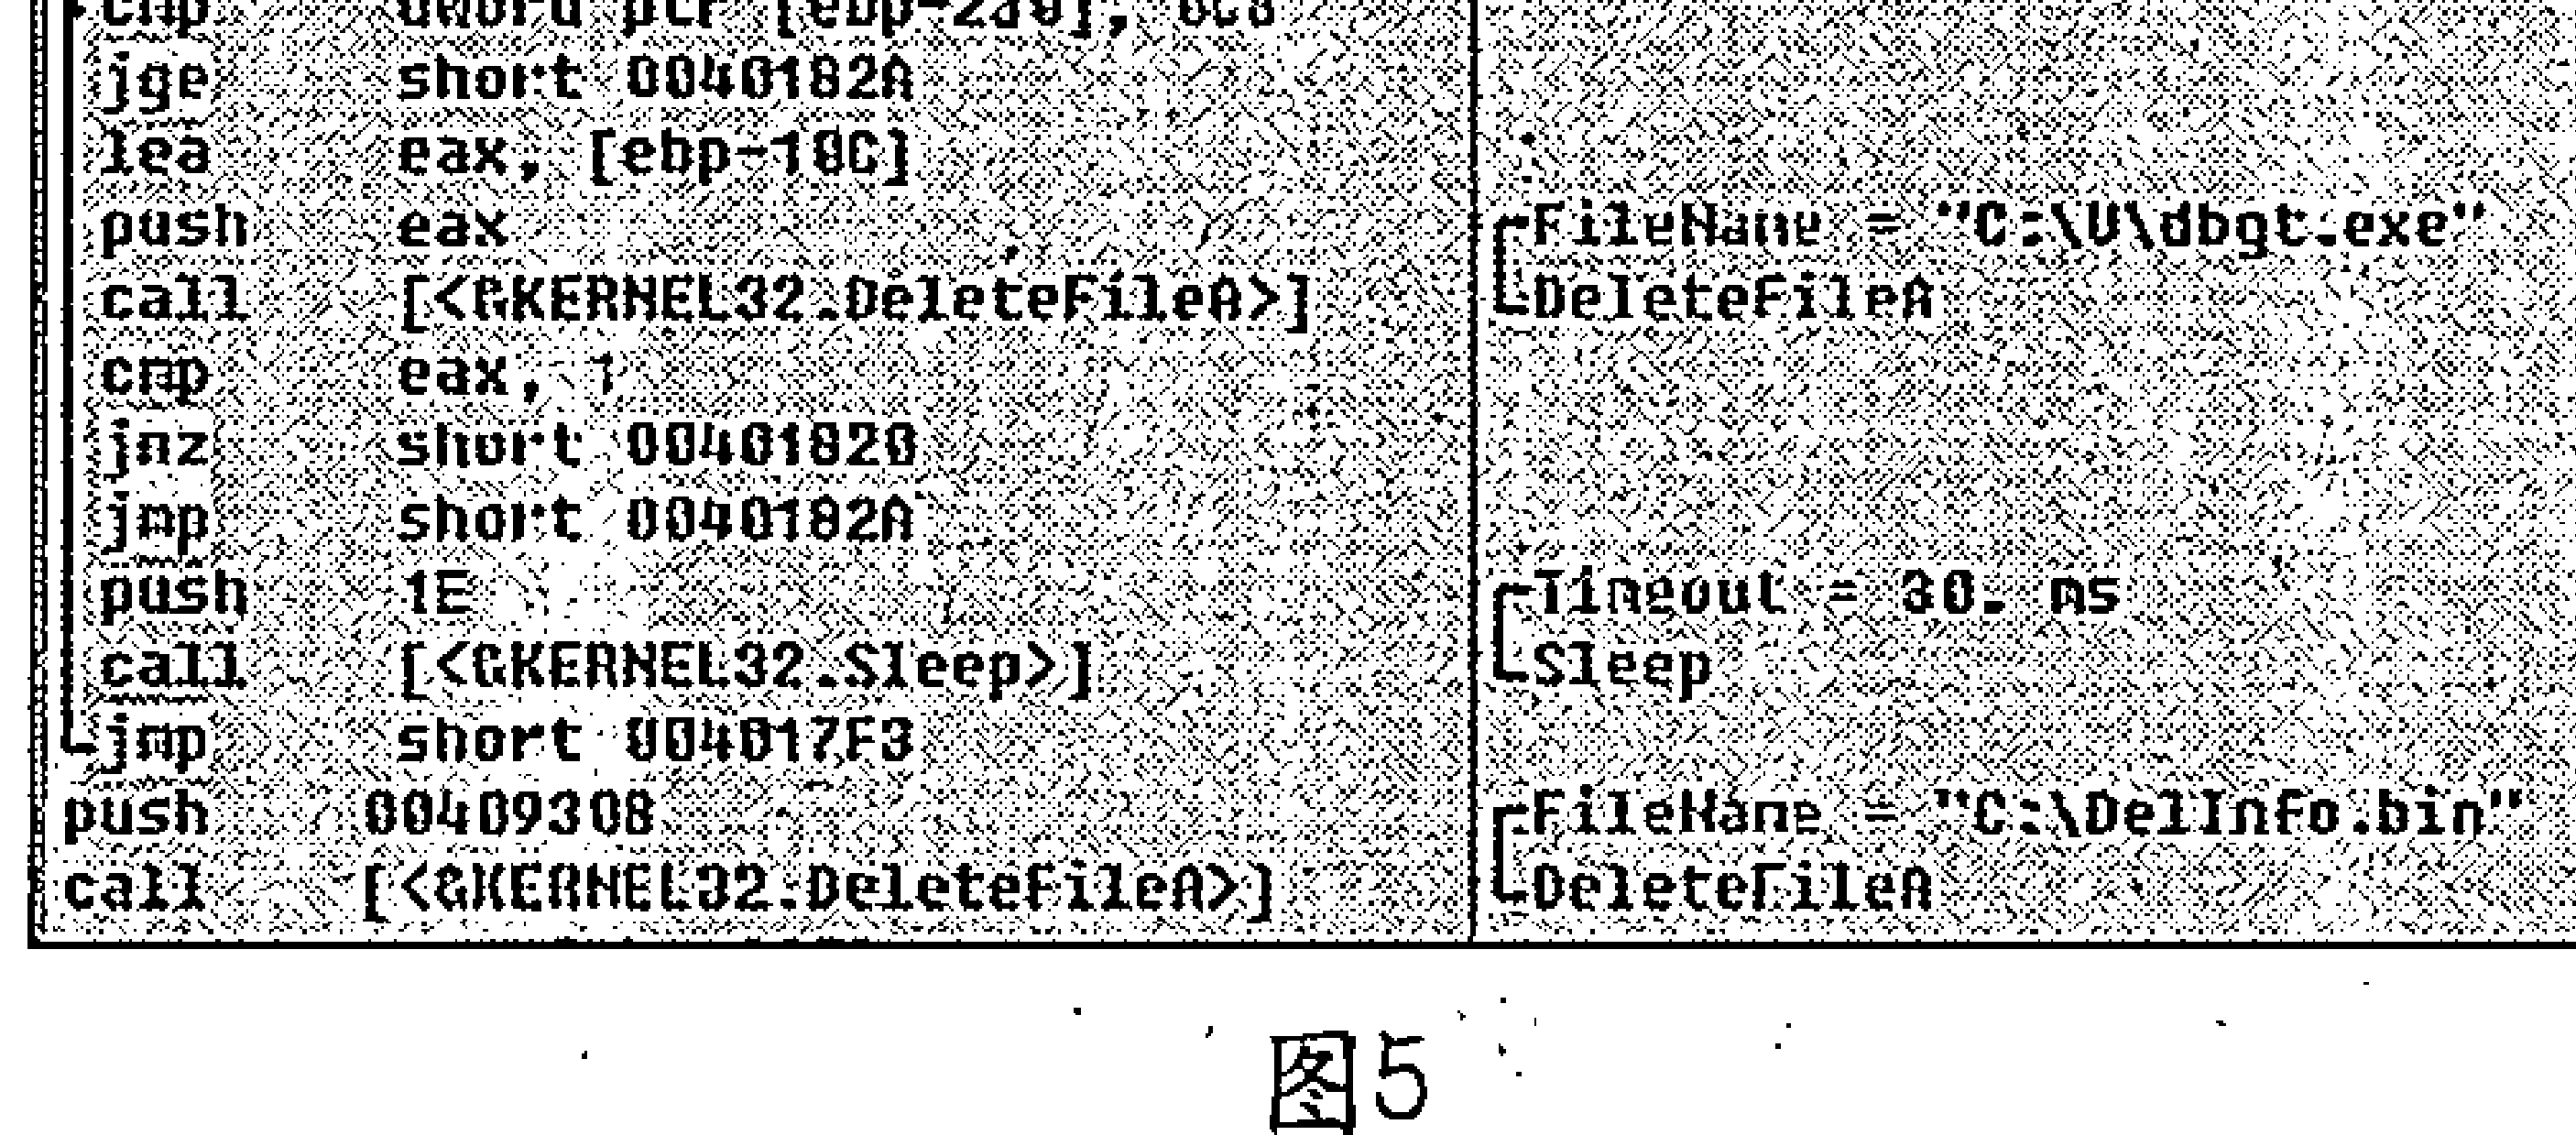 jge short 0040182A
lea eax, [ebp-10C]
push eax FileName = "C:\V\dbgt.exe"
call [<&KERNEL32.DeleteFileA>] DeleteFileA
cmp eax, 1
jnz short 00401820
jmp short 0040182A
push 1E Timeout = 30. ms
call [<&KERNEL32.Sleep>] Sleep
jmp short 004017F3
push 00409308 FileName = "C:\DelInfo.bin"
call [<&KERNEL32.DeleteFileA>] DeleteFileA
图5